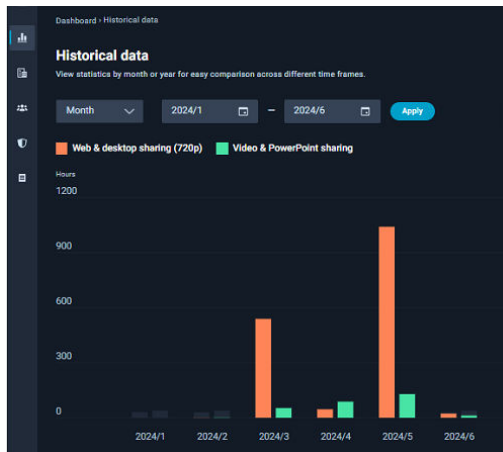 Dashboard › Historical data
Historical data
View statistics by month or year for easy comparison across different time frames.
Month 2024/1 – 2024/6 Apply
Web & desktop sharing (720p) Video & PowerPoint sharing
Hours
1200
900
600
300
0
2024/1 2024/2 2024/3 2024/4 2024/5 2024/6